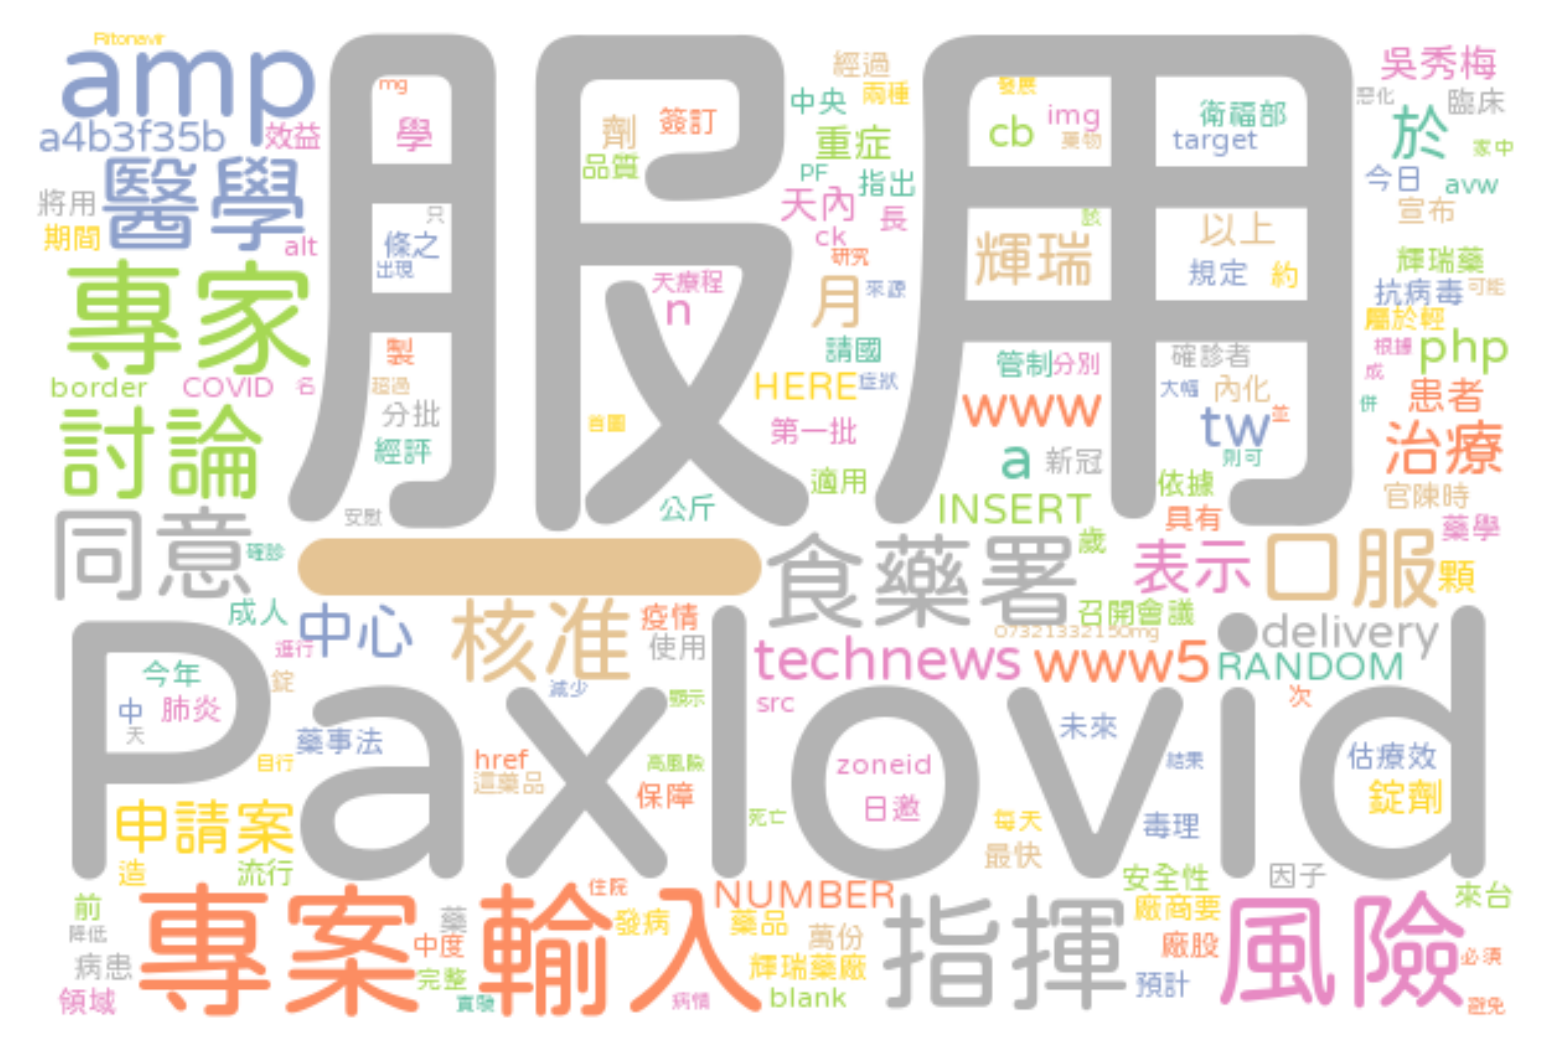 Ritonavir
amp
a4b3f35b
效益
醫學
將用
期間
alt
專家
border
COVID
名
討論
同意
確診
服用
mg
學
只
條之
出現
製
超過
分批
經評
安慰
劑
簽訂
品質
天療程
n
首圖
公斤
經過
中央
兩種
重症
PF
指出
天內
長
ck
研究
月
來源
請國
HERE
症狀
第一批
適用
發展
cb
img
藥物
衛福部
target
該
輝瑞
以上
規定
約
管制
分別
確診者
大幅
內化
www
tw
並
a
新冠
則可
INSERT
依據
具有
吳秀梅
惡化
臨床
於
家中
今日
avw
宣布
輝瑞藥
抗病毒
可能
屬於輕
根據
php
成
併
患者
治療
官陳時
藥學
一
食藥署
歲
表示
口服
顆
成人
中心
核准
疫情
使用
召開會議
07321332150mg
delivery
進行
technews
www5
RANDOM
Paxlovid
今年
錠
中
肺炎
天
藥事法
目行
減少
顯示
src
href
這藥品
高風險
保障
死亡
zoneid
日邀
未來
結果
次
每天
最快
毒理
估療效
錠劑
申請案
造
流行
安全性
因子
前
降低
病患
領域
專案
藥
中度
完整
實驗
輸入
住院
發病
病情
NUMBER
藥品
萬份
輝瑞藥廠
blank
指揮
廠商要
廠股
預計
風險
來台
必須
避免